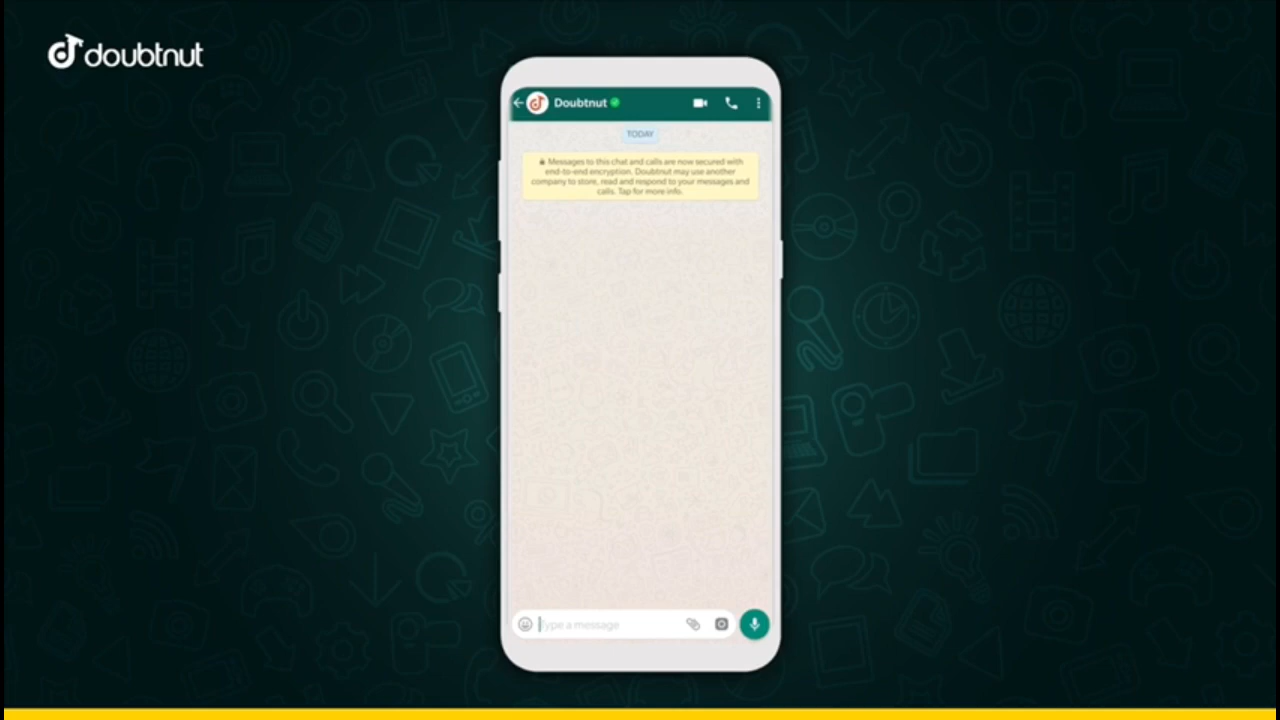 doubtnut
Doubtnut
TODAY
Messages to this chat and calls are now secured with
end-to-end encryption. Doubtnut may use another
company to store, read and respond to your messages and
calls. Tap for more info.
Type a message